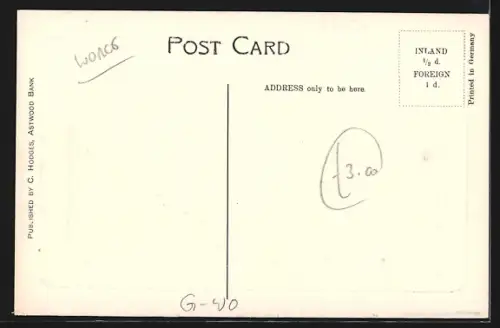 WORCS
POST CARD
INLAND
½ d.
FOREIGN
1 d.
Printed in Germany
ADDRESS only to be here.
PUBLISHED BY C. HODGES, ASTWOOD BANK
£3.00
G-WO